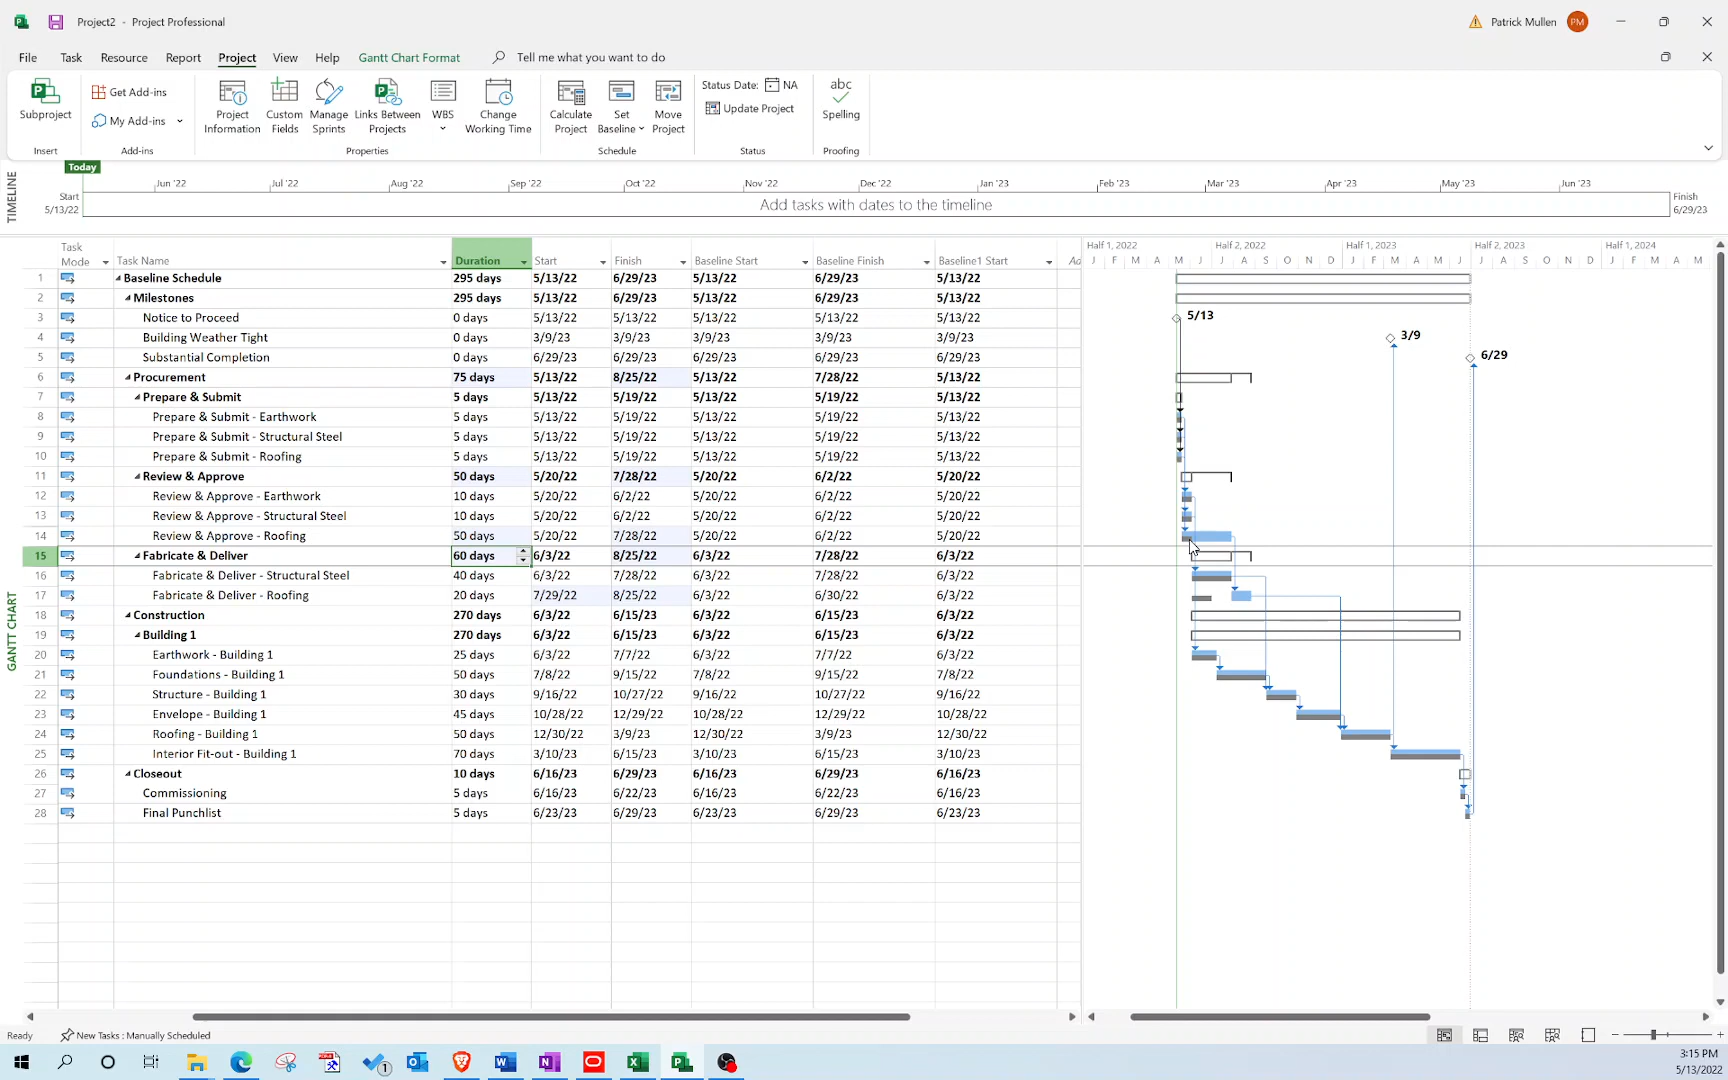 Project2 - Project Professional
Patrick Mullen PM
File Task Resource Report Project View Help Gantt Chart Format Tell me what you want to do
Subproject
Get Add-ins
My Add-ins
Project Information
Custom Fields
Manage Sprints
Links Between Projects
WBS
Change Working Time
Calculate Project
Set Baseline
Move Project
Status Date: NA
Update Project
abc
Spelling
Insert Add-ins Properties Schedule Status Proofing
TIMELINE
Today
Jun '22 Jul '22 Aug '22 Sep '22 Oct '22 Nov '22 Dec '22 Jan '23 Feb '23 Mar '23 Apr '23 May '23 Jun '23
Start
5/13/22
Add tasks with dates to the timeline
Finish
6/29/23
GANTT CHART
Task Mode Task Name Duration Start Finish Baseline Start Baseline Finish Baseline1 Start Ad
Half 1, 2022 Half 2, 2022 Half 1, 2023 Half 2, 2023 Half 1, 2024
J F M A M J J A S O N D J F M A M J J A S O N D J F M A M
1 Baseline Schedule 295 days 5/13/22 6/29/23 5/13/22 6/29/23 5/13/22
2 Milestones 295 days 5/13/22 6/29/23 5/13/22 6/29/23 5/13/22
3 Notice to Proceed 0 days 5/13/22 5/13/22 5/13/22 5/13/22 5/13/22 5/13
4 Building Weather Tight 0 days 3/9/23 3/9/23 3/9/23 3/9/23 3/9/23 3/9
5 Substantial Completion 0 days 6/29/23 6/29/23 6/29/23 6/29/23 6/29/23 6/29
6 Procurement 75 days 5/13/22 8/25/22 5/13/22 7/28/22 5/13/22
7 Prepare & Submit 5 days 5/13/22 5/19/22 5/13/22 5/19/22 5/13/22
8 Prepare & Submit - Earthwork 5 days 5/13/22 5/19/22 5/13/22 5/19/22 5/13/22
9 Prepare & Submit - Structural Steel 5 days 5/13/22 5/19/22 5/13/22 5/19/22 5/13/22
10 Prepare & Submit - Roofing 5 days 5/13/22 5/19/22 5/13/22 5/19/22 5/13/22
11 Review & Approve 50 days 5/20/22 7/28/22 5/20/22 6/2/22 5/20/22
12 Review & Approve - Earthwork 10 days 5/20/22 6/2/22 5/20/22 6/2/22 5/20/22
13 Review & Approve - Structural Steel 10 days 5/20/22 6/2/22 5/20/22 6/2/22 5/20/22
14 Review & Approve - Roofing 50 days 5/20/22 7/28/22 5/20/22 6/2/22 5/20/22
15 Fabricate & Deliver 60 days 6/3/22 8/25/22 6/3/22 7/28/22 6/3/22
16 Fabricate & Deliver - Structural Steel 40 days 6/3/22 7/28/22 6/3/22 7/28/22 6/3/22
17 Fabricate & Deliver - Roofing 20 days 7/29/22 8/25/22 6/3/22 6/30/22 6/3/22
18 Construction 270 days 6/3/22 6/15/23 6/3/22 6/15/23 6/3/22
19 Building 1 270 days 6/3/22 6/15/23 6/3/22 6/15/23 6/3/22
20 Earthwork - Building 1 25 days 6/3/22 7/7/22 6/3/22 7/7/22 6/3/22
21 Foundations - Building 1 50 days 7/8/22 9/15/22 7/8/22 9/15/22 7/8/22
22 Structure - Building 1 30 days 9/16/22 10/27/22 9/16/22 10/27/22 9/16/22
23 Envelope - Building 1 45 days 10/28/22 12/29/22 10/28/22 12/29/22 10/28/22
24 Roofing - Building 1 50 days 12/30/22 3/9/23 12/30/22 3/9/23 12/30/22
25 Interior Fit-out - Building 1 70 days 3/10/23 6/15/23 3/10/23 6/15/23 3/10/23
26 Closeout 10 days 6/16/23 6/29/23 6/16/23 6/29/23 6/16/23
27 Commissioning 5 days 6/16/23 6/22/23 6/16/23 6/22/23 6/16/23
28 Final Punchlist 5 days 6/23/23 6/29/23 6/23/23 6/29/23 6/23/23
Ready New Tasks : Manually Scheduled
3:15 PM
5/13/2022